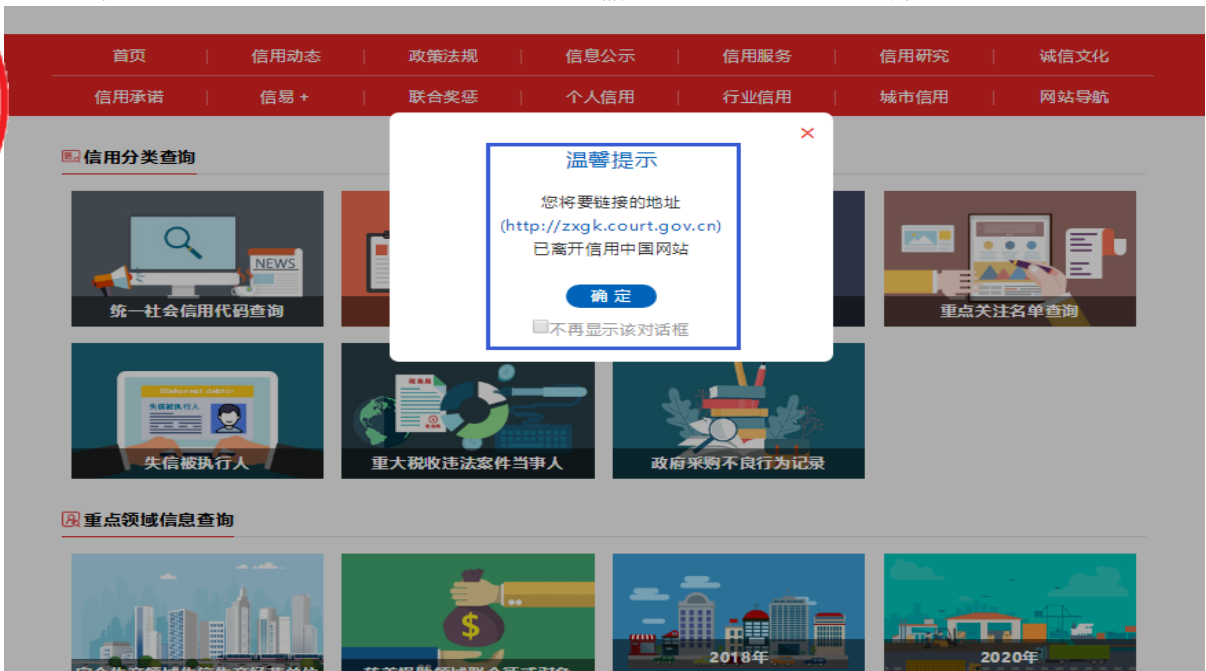 首页
信用动态
政策法规
信息公示
信用服务
信用研究
诚信文化
信用承诺
信易 +
联合奖惩
个人信用
行业信用
城市信用
网站导航
信用分类查询
温馨提示
您将要链接的地址
(http://zxgk.court.gov.cn)
已离开信用中国网站
确 定
不再显示该对话框
NEWS
统一社会信用代码查询
重点关注名单查询
Dishonest debtor
失信被执行人
失信被执行人
重大税收违法案件当事人
政府采购不良行为记录
重点领域信息查询
2018年
2020年